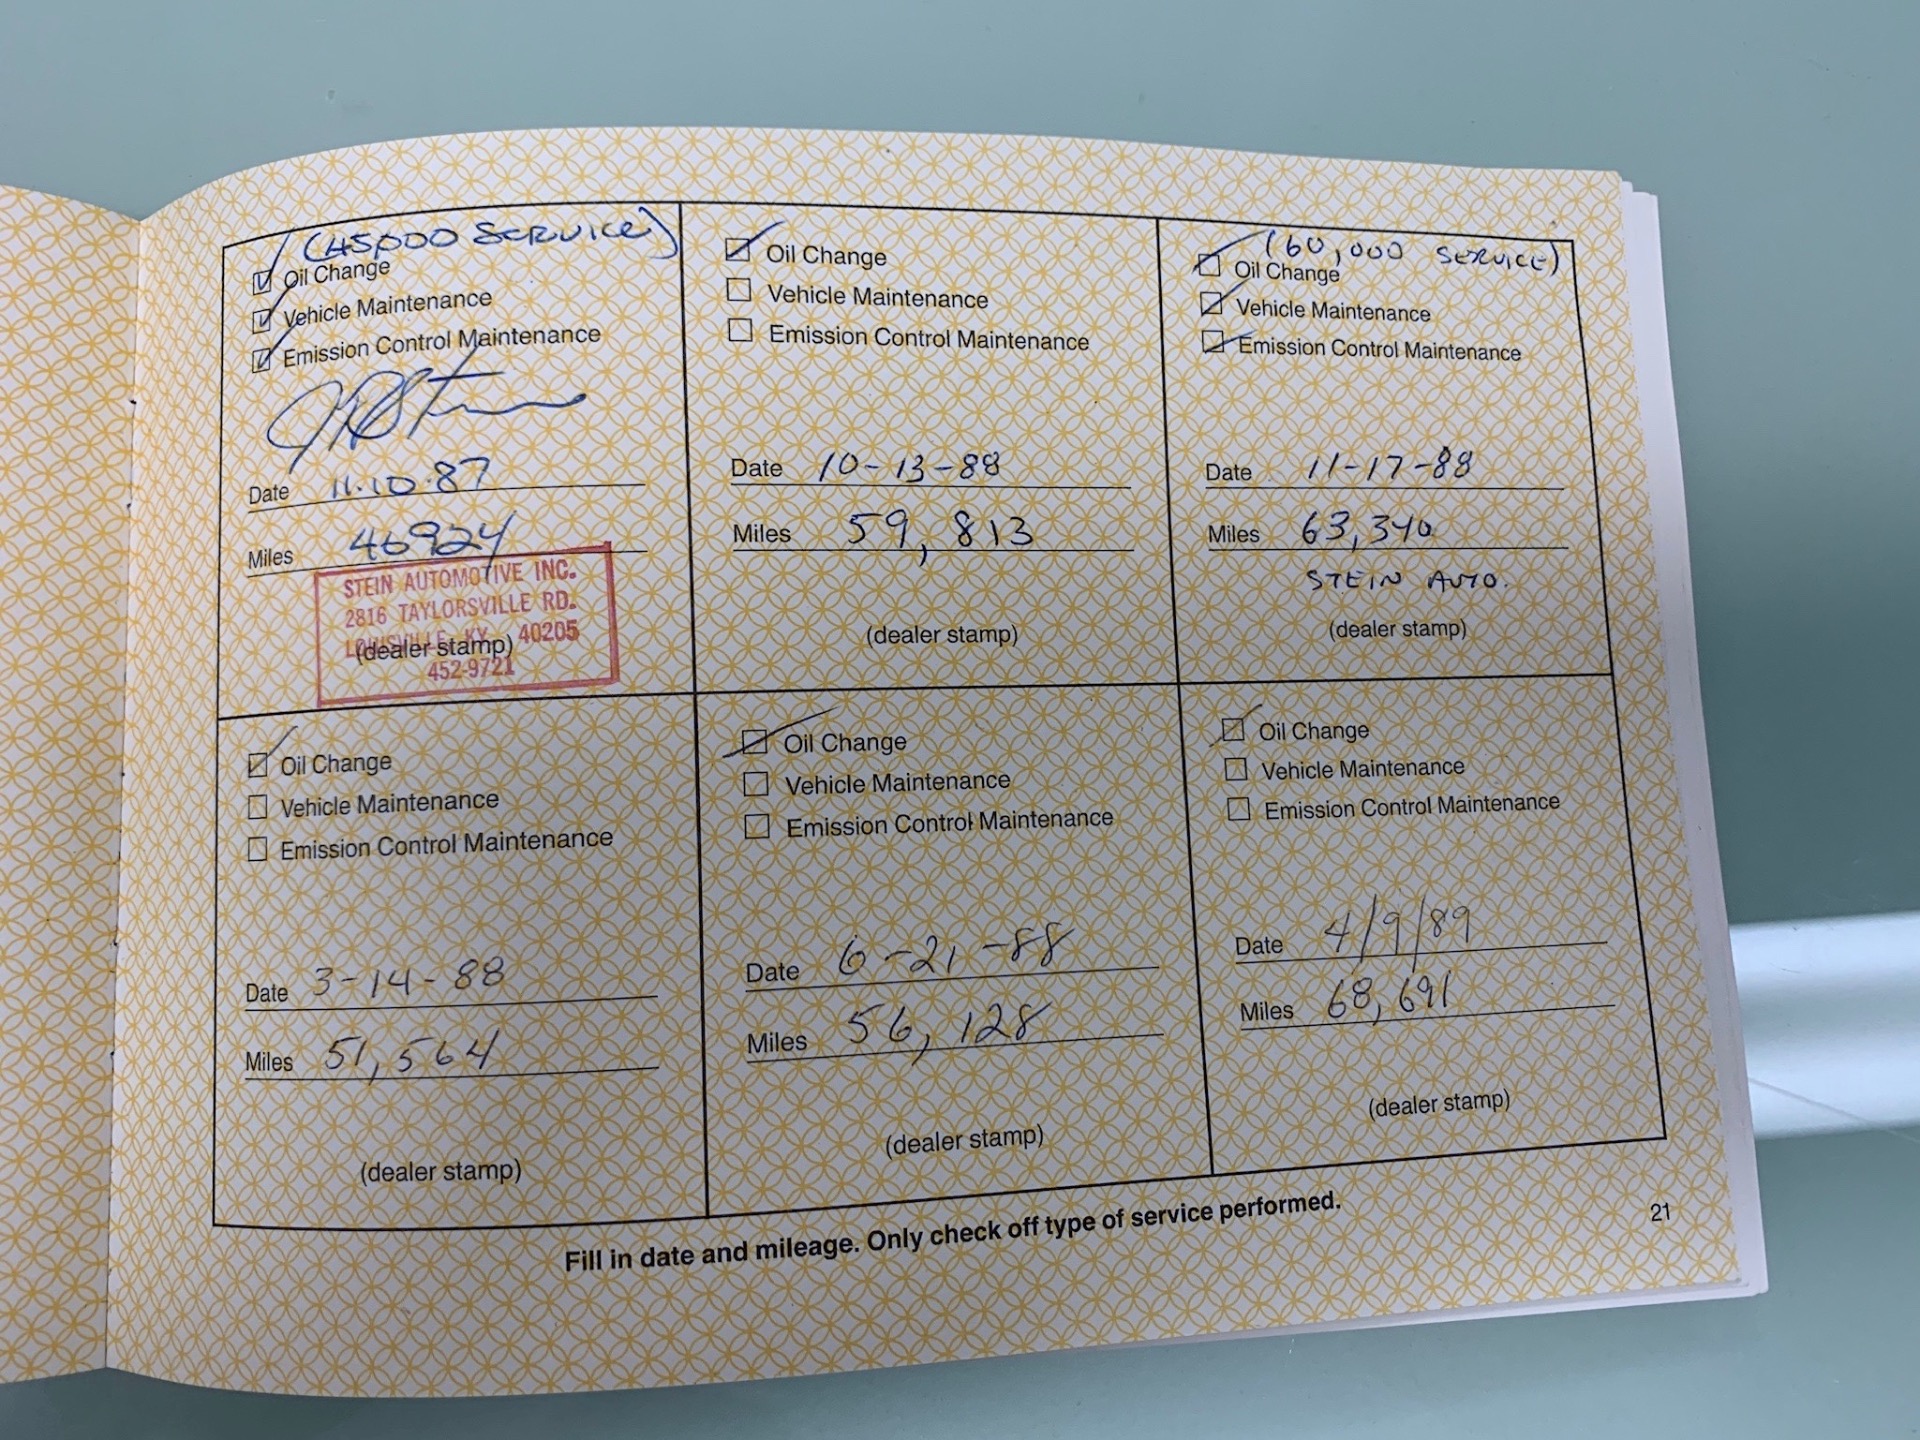 (45000 SERVICE)
Oil Change
Vehicle Maintenance
Emission Control Maintenance
Date 11.10.87
Miles 46924
STEIN AUTOMOTIVE INC.
2816 TAYLORSVILLE RD.
LOUISVILLE KY 40205
(dealer stamp)
452-9721
Oil Change
Vehicle Maintenance
Emission Control Maintenance
Date 10-13-88
Miles 59,813
(dealer stamp)
(60,000 SERVICE)
Oil Change
Vehicle Maintenance
Emission Control Maintenance
Date 11-17-88
Miles 63,340
STEIN AUTO.
(dealer stamp)
Oil Change
Vehicle Maintenance
Emission Control Maintenance
Date 3-14-88
Miles 51,564
(dealer stamp)
Oil Change
Vehicle Maintenance
Emission Control Maintenance
Date 6-21-88
Miles 56,128
(dealer stamp)
Oil Change
Vehicle Maintenance
Emission Control Maintenance
Date 4/9/89
Miles 68,691
(dealer stamp)
Fill in date and mileage. Only check off type of service performed.
21